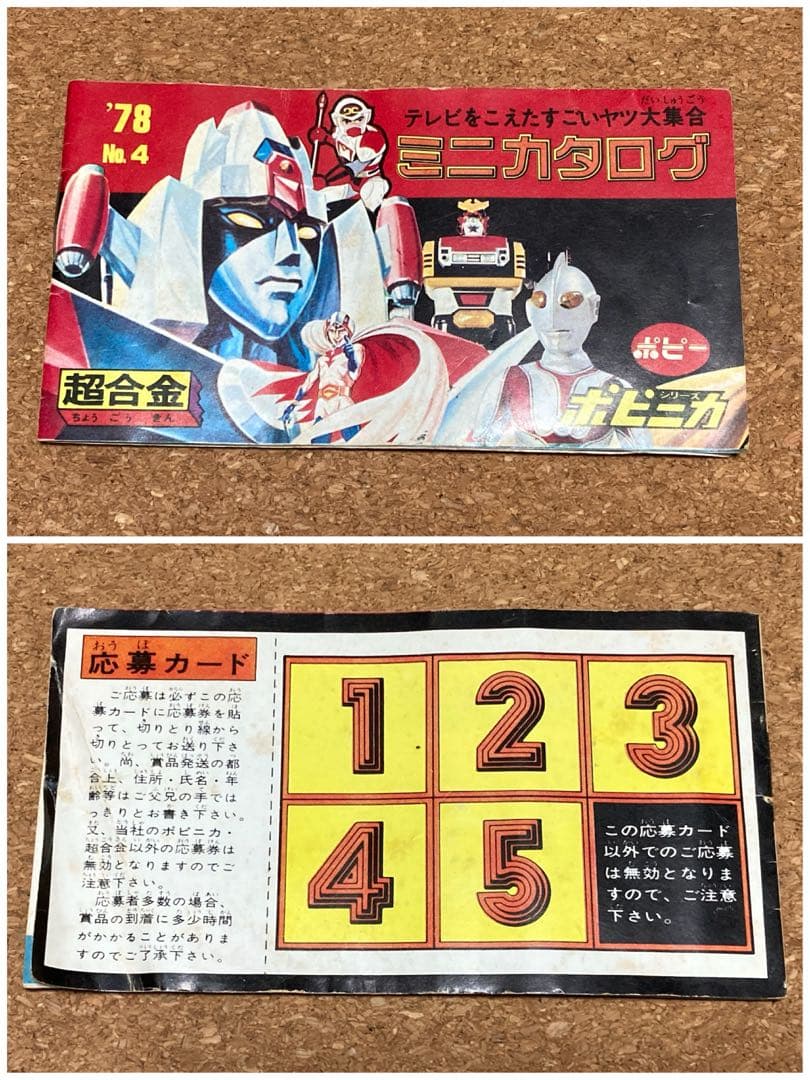 '78
No.4
だいしゅうごう
テレビをこえたすごいヤツ大集合
ミニカタログ
超合金
ちょう ごう きん
ポピー
シリーズ
ポピニカ
おう ぼ
応募カード
ご応募は必ずこの応
募カードに応募券を貼
って、切りとり線から
切りとってお送り下さ
い。尚、賞品発送の都
合上、住所・氏名・年
齢等はご父兄の手では
っきりとお書き下さい。
又、当社のポピニカ・
超合金以外の応募券は
無効となりますのでご
注意下さい。
応募者多数の場合、
賞品の到着に多少時間
がかかることがありま
すのでご了承下さい。
1
2
3
4
5
この応募カード
以外でのご応募
は無効となりま
すので、ご注意
下さい。